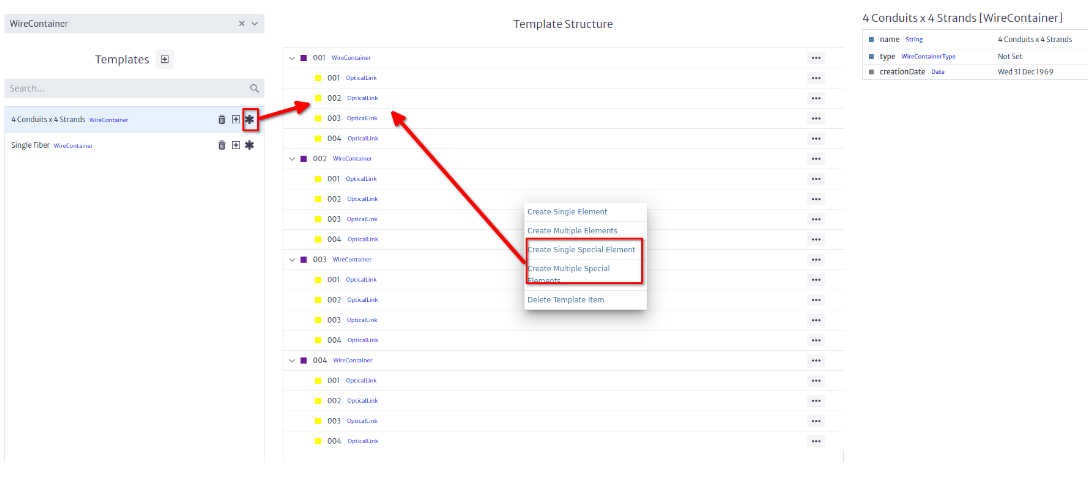 WireContainer
Templates
Search...
4 Conduits x 4 Strands WireContainer
Single Fiber WireContainer
Template Structure
001 WireContainer
001 OpticalLink
002 OpticalLink
003 OpticalLink
004 OpticalLink
002 WireContainer
001 OpticalLink
002 OpticalLink
003 OpticalLink
004 OpticalLink
003 WireContainer
001 OpticalLink
002 OpticalLink
003 OpticalLink
004 OpticalLink
004 WireContainer
001 OpticalLink
002 OpticalLink
003 OpticalLink
004 OpticalLink
Create Single Element
Create Multiple Elements
Create Single Special Element
Create Multiple Special
Elements
Delete Template Item
4 Conduits x 4 Strands [WireContainer]
name String 4 Conduits x 4 Strands
type WireContainerType Not Set
creationDate Date Wed 31 Dec 1969